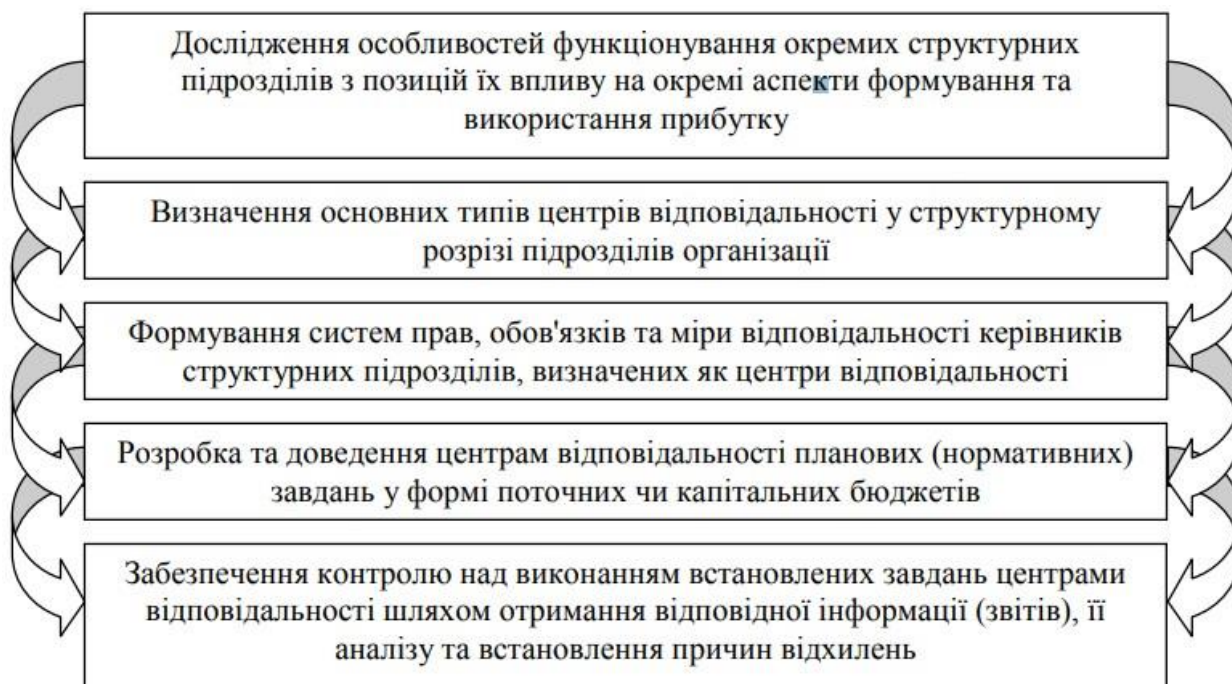 Дослідження особливостей функціонування окремих структурних
підрозділів з позицій їх впливу на окремі аспекти формування та
використання прибутку
Визначення основних типів центрів відповідальності у структурному
розрізі підрозділів організації
Формування систем прав, обов'язків та міри відповідальності керівників
структурних підрозділів, визначених як центри відповідальності
Розробка та доведення центрам відповідальності планових (нормативних)
завдань у формі поточних чи капітальних бюджетів
Забезпечення контролю над виконанням встановлених завдань центрами
відповідальності шляхом отримання відповідної інформації (звітів), її
аналізу та встановлення причин відхилень